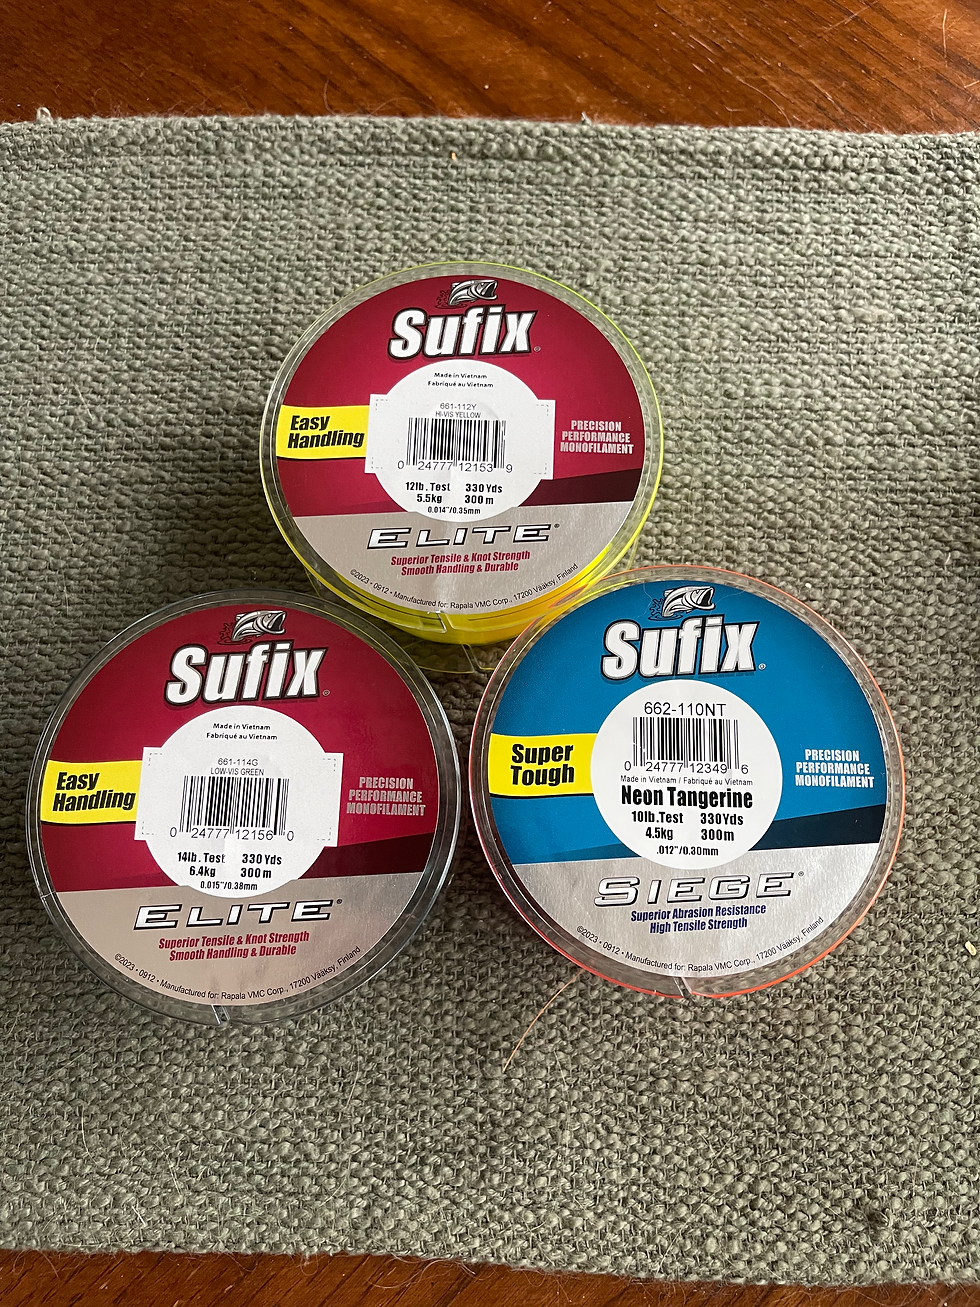 Sufix
Made in Vietnam
Fabriqué au Vietnam
661-112Y
HI-VIS YELLOW
Easy
Handling
PRECISION
PERFORMANCE
MONOFILAMENT
0 24777 12153 9
12lb. Test 330 Yds
5.5kg 300 m
0.014"/0.35mm
ELITE®
Superior Tensile & Knot Strength
Smooth Handling & Durable
©2023 - 0912 • Manufactured for: Rapala VMC Corp., 17200 Vääksy, Finland
Sufix®
Made in Vietnam
Fabriqué au Vietnam
661-114G
LOW-VIS GREEN
Easy
Handling
PRECISION
PERFORMANCE
MONOFILAMENT
0 24777 12156 0
14lb. Test 330 Yds
6.4kg 300 m
0.015"/0.38mm
ELITE®
Superior Tensile & Knot Strength
Smooth Handling & Durable
©2023 - 0912 • Manufactured for: Rapala VMC Corp., 17200 Vääksy, Finland
Sufix®
662-110NT
Super
Tough
PRECISION
PERFORMANCE
MONOFILAMENT
0 24777 12349 6
Made in Vietnam / Fabriqué au Vietnam
Neon Tangerine
10lb.Test 330Yds
4.5kg 300m
.012"/0.30mm
SIEGE®
Superior Abrasion Resistance
High Tensile Strength
©2023 - 0912 • Manufactured for: Rapala VMC Corp., 17200 Vääksy, Finland